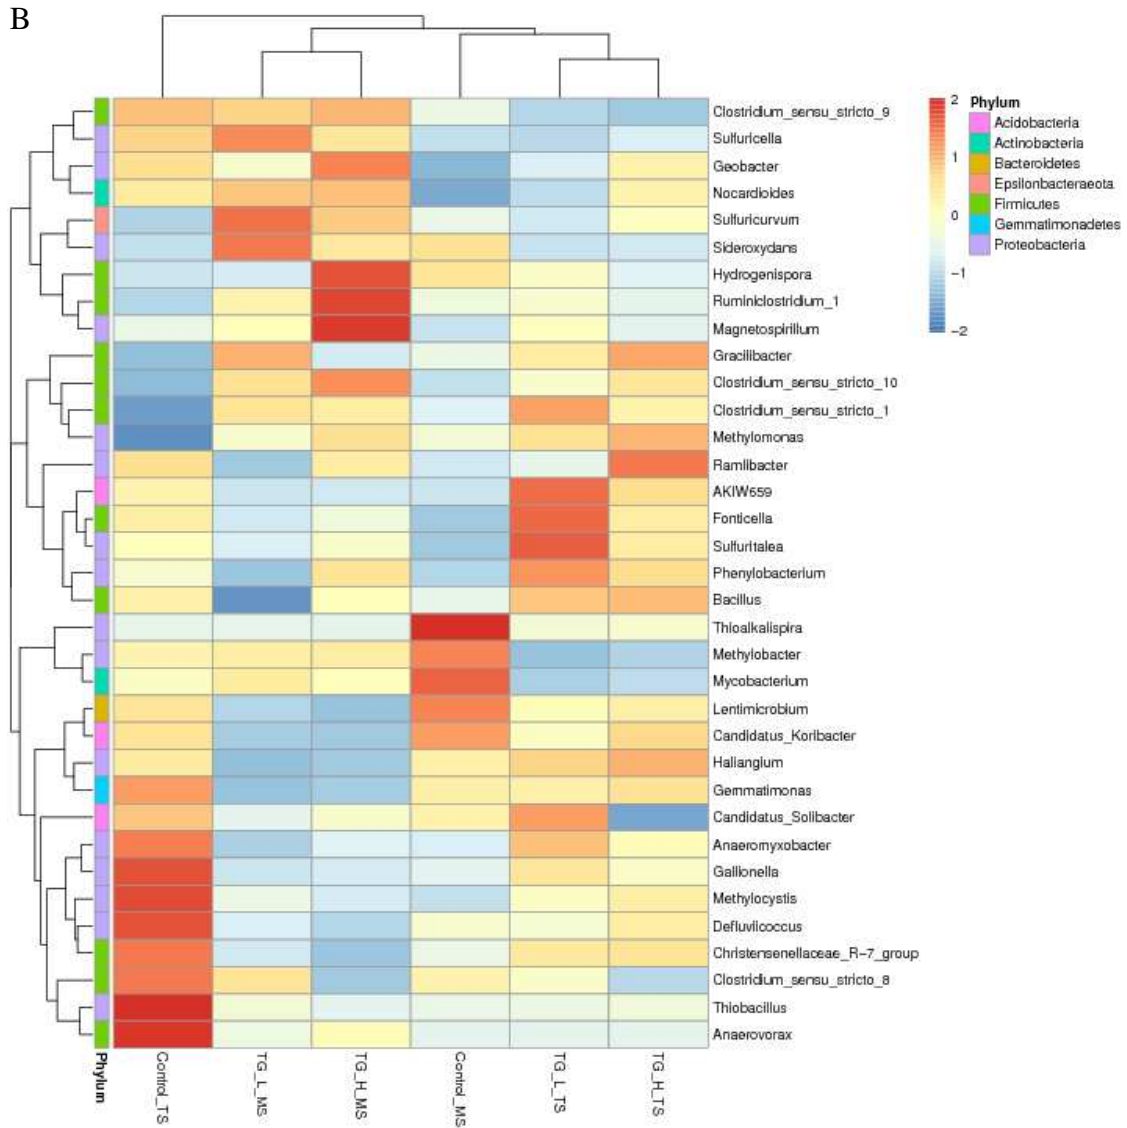 B
Clostridium_sensu_stricto_9
Sulfuricella
Geobacter
Nocardioides
Sulfuricurvum
Sideroxydans
Hydrogenispora
Ruminiclostridium_1
Magnetospirillum
Gracilibacter
Clostridium_sensu_stricto_10
Clostridium_sensu_stricto_1
Methylomonas
Ramlibacter
AKIW659
Fonticella
Sulfuritalea
Phenylobacterium
Bacillus
Thioalkalispira
Methylobacter
Mycobacterium
Lentimicrobium
Candidatus_Koribacter
Haliangium
Gemmatimonas
Candidatus_Solibacter
Anaeromyxobacter
Gallionella
Methylocystis
Defluviicoccus
Christensenellaceae_R-7_group
Clostridium_sensu_stricto_8
Thiobacillus
Anaerovorax
2
1
0
-1
-2
Phylum
Acidobacteria
Actinobacteria
Bacteroidetes
Epsilonbacteraeota
Firmicutes
Gemmatimonadetes
Proteobacteria
Phylum
Control_TS
TG_L_MS
TG_H_MS
Control_MS
TG_L_TS
TG_H_TS